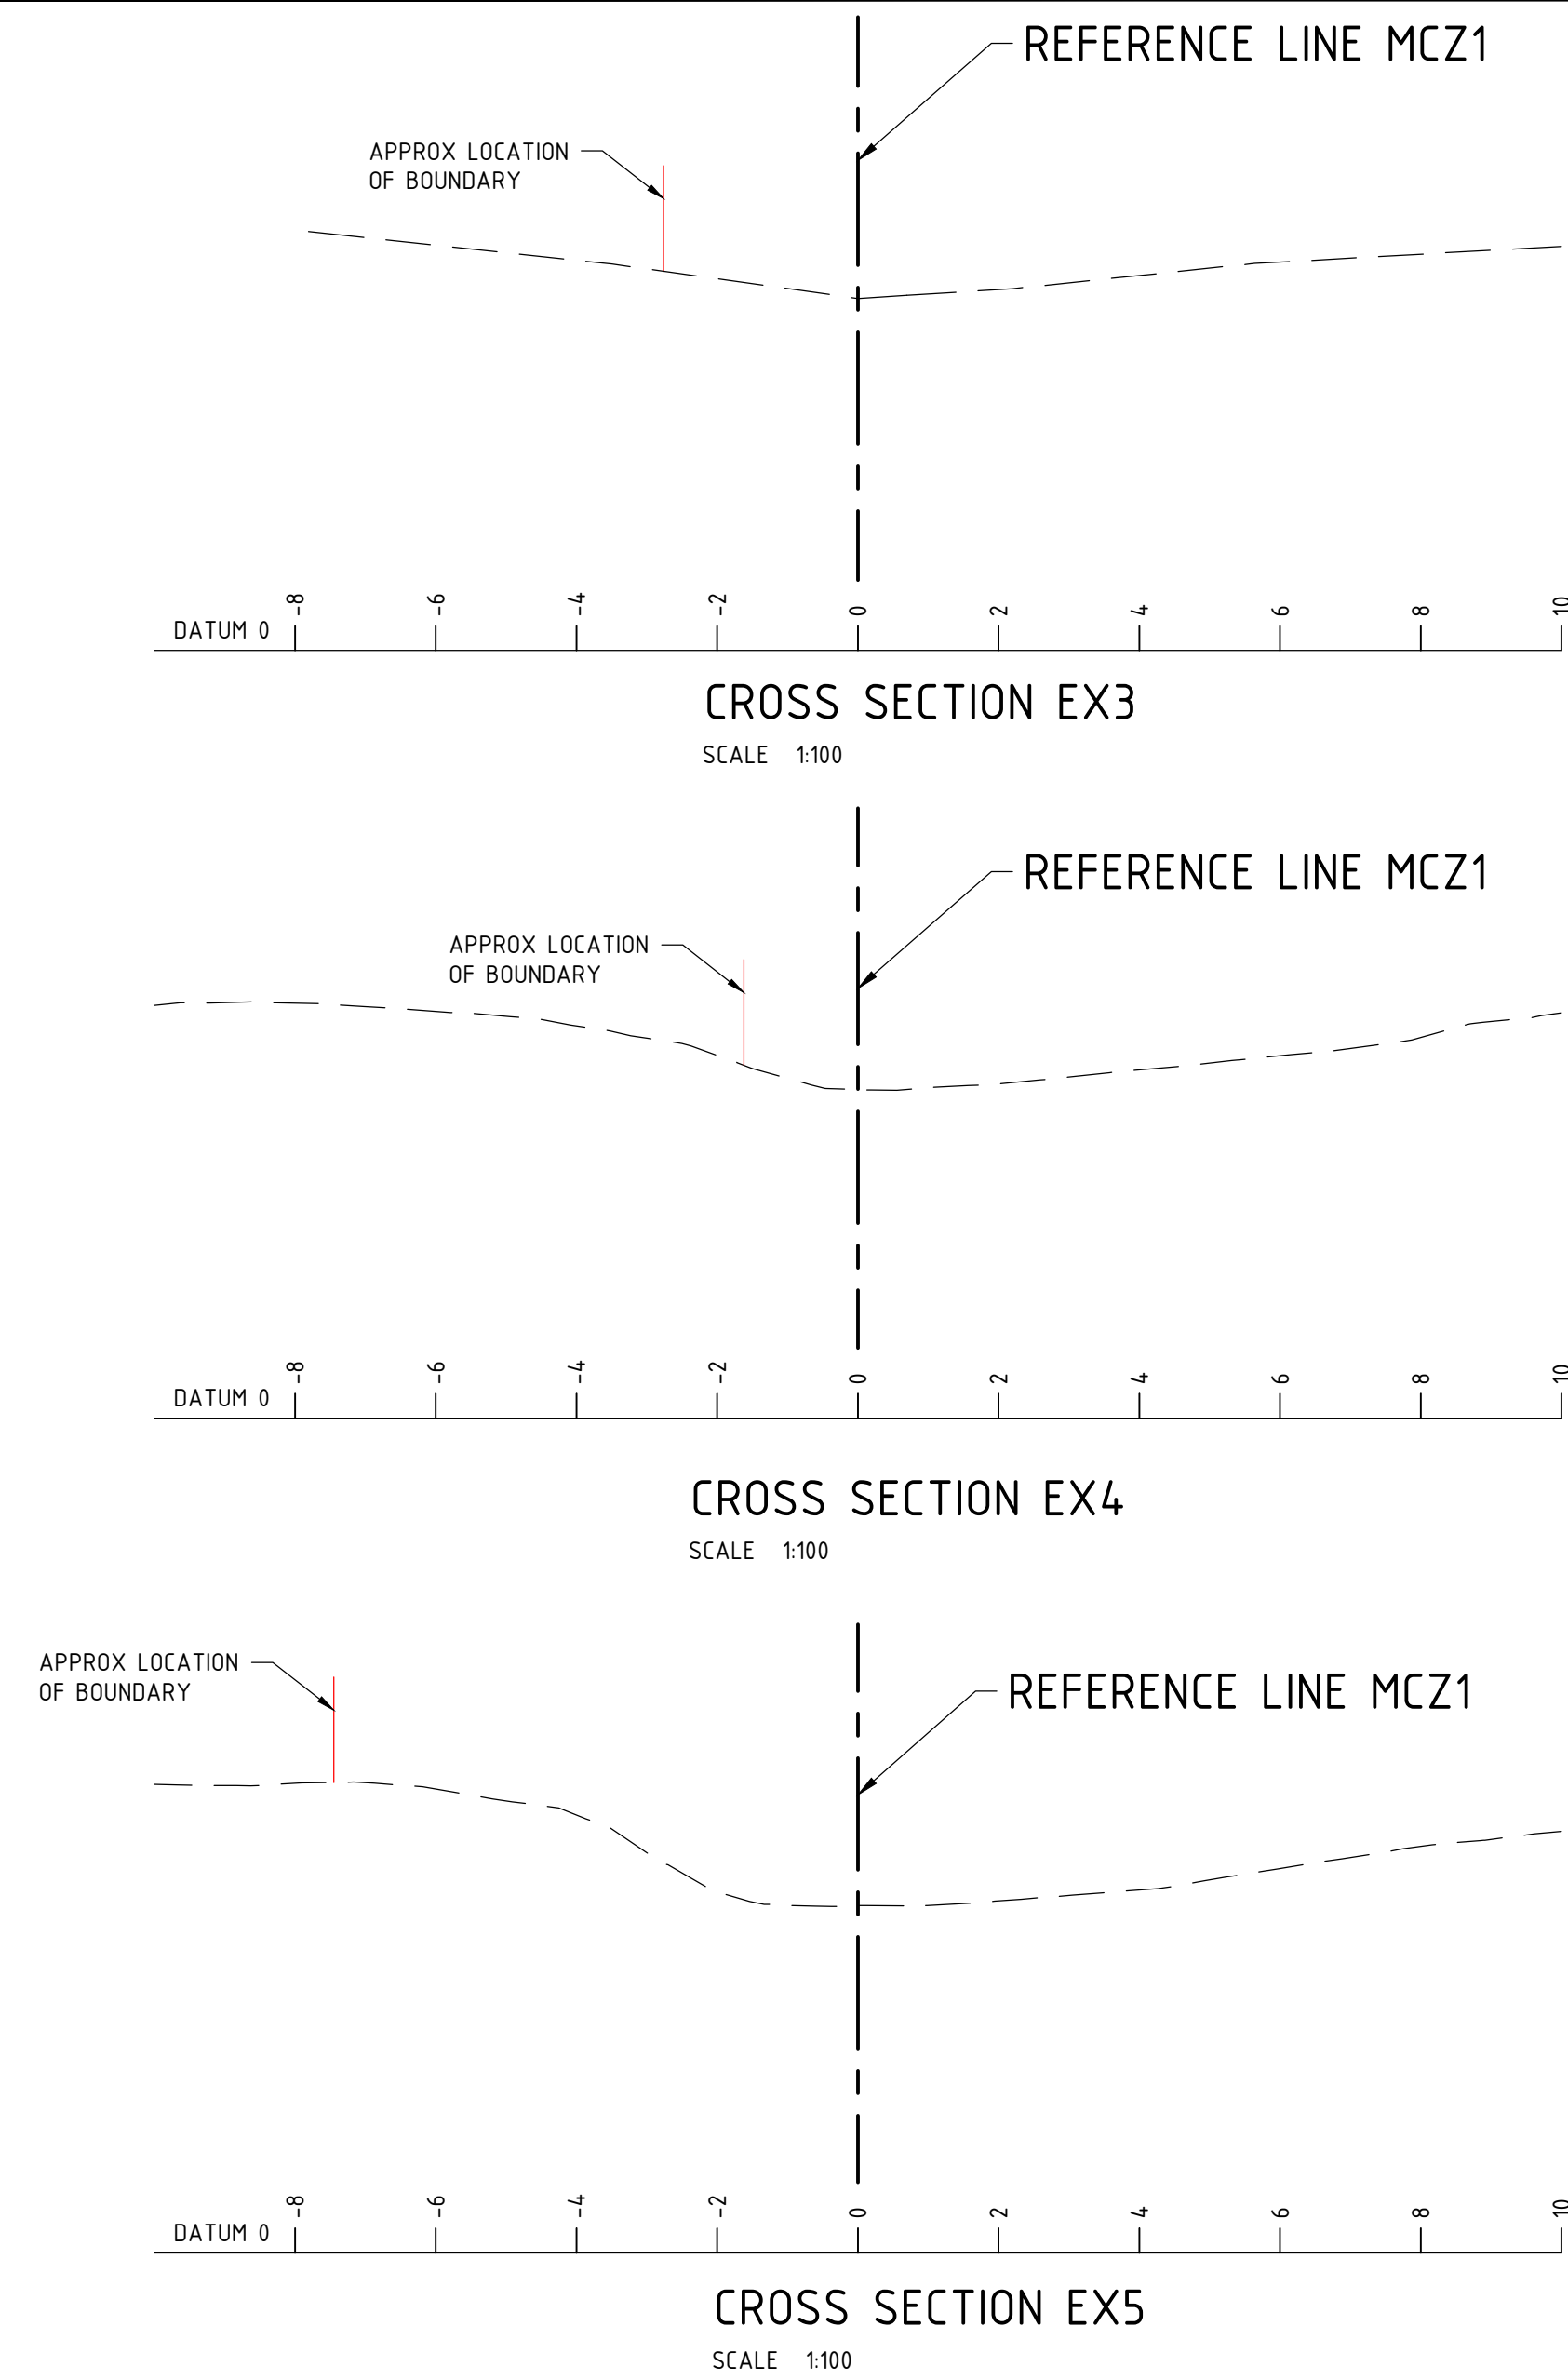 REFERENCE LINE MCZ1
APPROX LOCATION
OF BOUNDARY
DATUM 0
-8 -6 -4 -2 0 2 4 6 8 10
CROSS SECTION EX3
SCALE 1:100
REFERENCE LINE MCZ1
APPROX LOCATION
OF BOUNDARY
DATUM 0
-8 -6 -4 -2 0 2 4 6 8 10
CROSS SECTION EX4
SCALE 1:100
APPROX LOCATION
OF BOUNDARY
REFERENCE LINE MCZ1
DATUM 0
-8 -6 -4 -2 0 2 4 6 8 10
CROSS SECTION EX5
SCALE 1:100